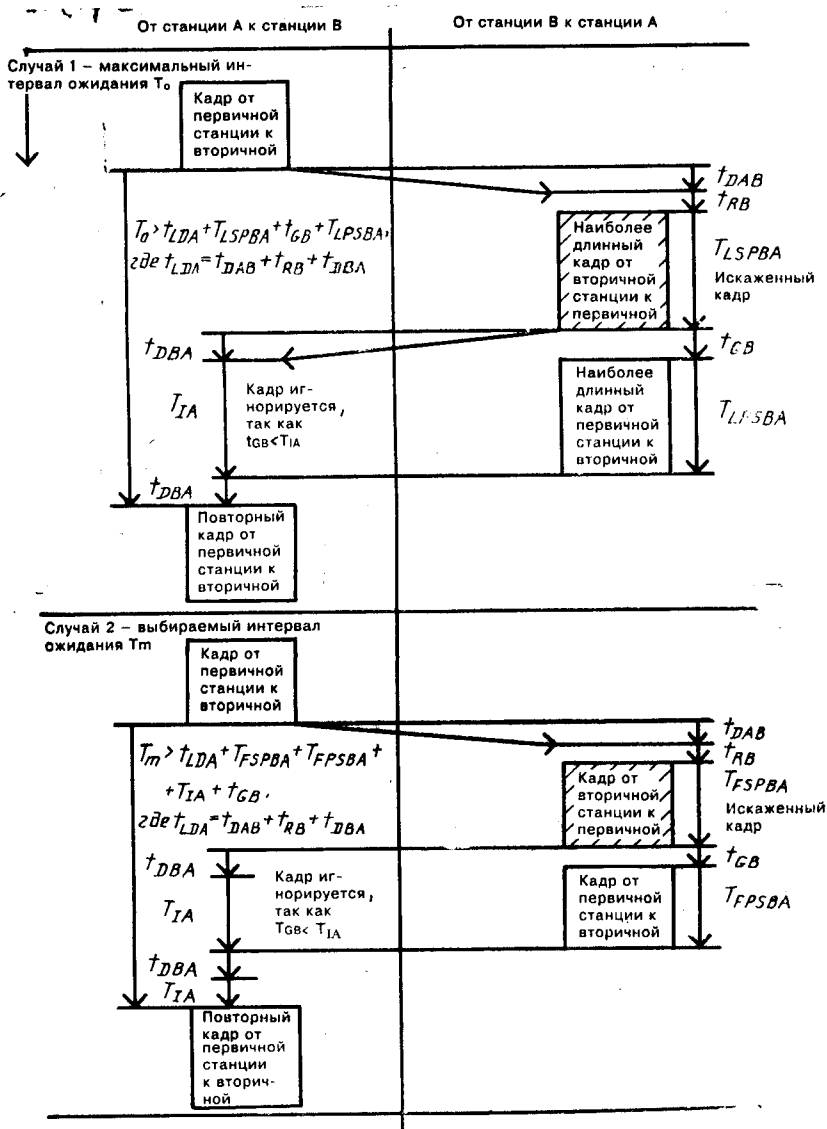 От станции А к станции В
От станции В к станции А
Случай 1 – максимальный ин-
тервал ожидания To
Кадр от
первичной
станции к
вторичной
tDAB
tRB
To > tLDA + TLSPBA + tGB + TLPSBA,
где tLDA = tDAB + tRB + tDBA
Наиболее
длинный
кадр от
вторичной
станции к
первичной
TLSPBA
Искаженный
кадр
tDBA
tGB
TIA
Кадр иг-
норируется,
так как
tGB<TIA
Наиболее
длинный
кадр от
первичной
станции к
вторичной
TLPSBA
tDBA
Повторный
кадр от
первичной
станции к
вторичной
Случай 2 – выбираемый интервал
ожидания Tm
Кадр от
первичной
станции к
вторичной
tDAB
tRB
Tm > tLDA + TFSPBA + TFPSBA +
+TIA + tGB.
где tLDA = tDAB + tRB + tDBA
Кадр от
вторичной
станции к
первичной
TFSPBA
Искаженный
кадр
tDBA
tGB
TIA
Кадр иг-
норируется,
так как
TGB< TIA
Кадр от
первичной
станции к
вторичной
TFPSBA
tDBA
TIA
Повторный
кадр от
первичной
станции
к вторич-
ной